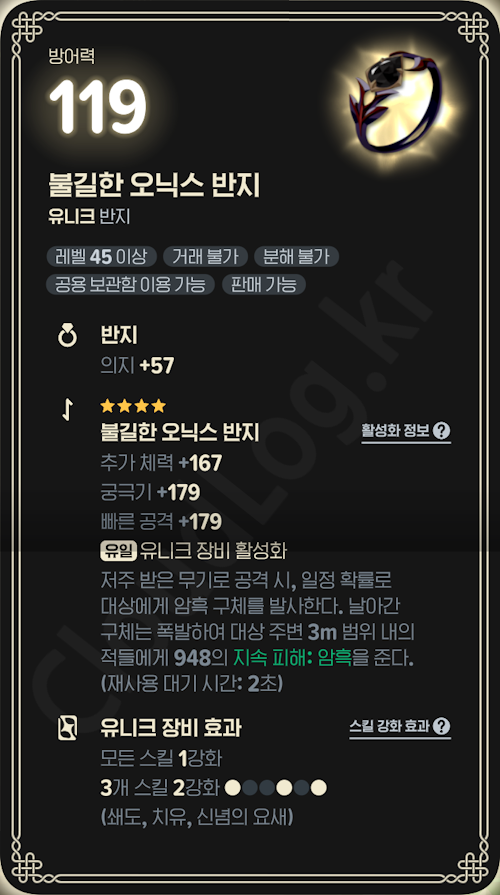 방어력
119
불길한 오닉스 반지
유니크 반지
레벨 45 이상 거래 불가 분해 불가
공용 보관함 이용 가능 판매 가능
반지
의지 +57
불길한 오닉스 반지 활성화 정보 ?
추가 체력 +167
궁극기 +179
빠른 공격 +179
유일 유니크 장비 활성화
저주 받은 무기로 공격 시, 일정 확률로
대상에게 암흑 구체를 발사한다. 날아간
구체는 폭발하여 대상 주변 3m 범위 내의
적들에게 948의 지속 피해: 암흑을 준다.
(재사용 대기 시간: 2초)
유니크 장비 효과 스킬 강화 효과 ?
모든 스킬 1강화
3개 스킬 2강화
(쇄도, 치유, 신념의 요새)